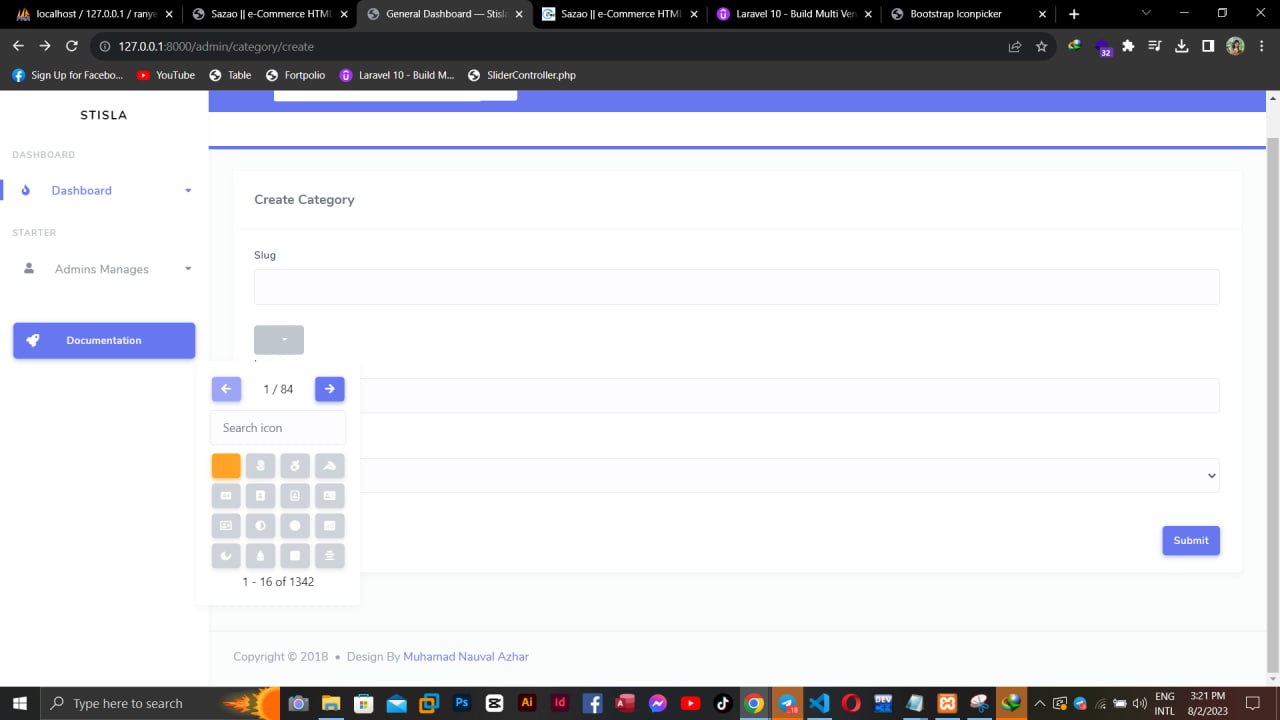 localhost / 127.0.0.1 / ranye
Sazao || e-Commerce HTML
General Dashboard — Stisla
Sazao || e-Commerce HTML
Laravel 10 - Build Multi Ven
Bootstrap Iconpicker
127.0.0.1:8000/admin/category/create
32
Sign Up for Facebo...
YouTube
Table
Fortpolio
Laravel 10 - Build M...
SliderController.php
STISLA
DASHBOARD
Dashboard
STARTER
Admins Manages
Documentation
Create Category
Slug
1 / 84
Search icon
1 - 16 of 1342
Submit
Copyright © 2018 • Design By Muhamad Nauval Azhar
Type here to search
ENG
INTL
3:21 PM
8/2/2023